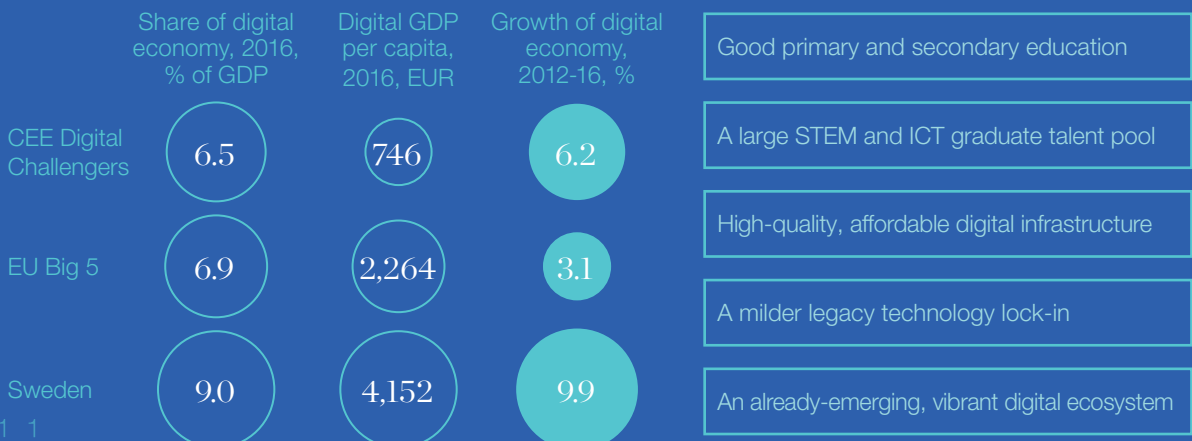 Share of digital
economy, 2016,
% of GDP
Digital GDP
per capita,
2016, EUR
Growth of digital
economy,
2012-16, %
CEE Digital
Challengers
6.5
746
6.2
EU Big 5
6.9
2,264
3.1
Sweden
9.0
4,152
9.9
1 1
Good primary and secondary education
A large STEM and ICT graduate talent pool
High-quality, affordable digital infrastructure
A milder legacy technology lock-in
An already-emerging, vibrant digital ecosystem